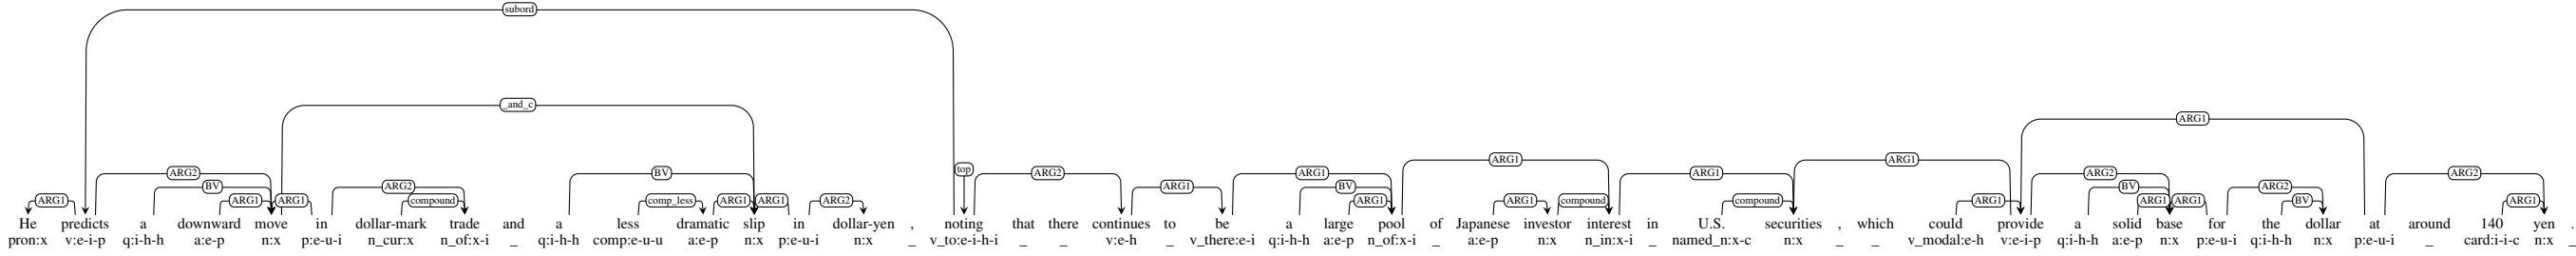 subord
_and_c ARG1
ARG1
top
ARG2 BV ARG2 ARG1 ARG1 ARG1 ARG2 ARG2
BV ARG2 ARG1 BV BV ARG2
ARG1 ARG1 ARG1 compound comp_less ARG1 ARG1 ARG2 ARG1 ARG1 compound compound ARG1 ARG1 ARG1 BV ARG1
He predicts a downward move in dollar-mark trade and a less dramatic slip in dollar-yen , noting that there continues to be a large pool of Japanese investor interest in U.S. securities , which could provide a solid base for the dollar at around 140 yen .
pron:x v:e-i-p q:i-h-h a:e-p n:x p:e-u-i n_cur:x n_of:x-i _ q:i-h-h comp:e-u-u a:e-p n:x p:e-u-i n:x _ v_to:e-i-h-i _ _ v:e-h _ v_there:e-i q:i-h-h a:e-p n_of:x-i _ a:e-p n:x n_in:x-i _ named_n:x-c n:x _ _ v_modal:e-h v:e-i-p q:i-h-h a:e-p n:x p:e-u-i q:i-h-h n:x p:e-u-i _ card:i-i-c n:x _